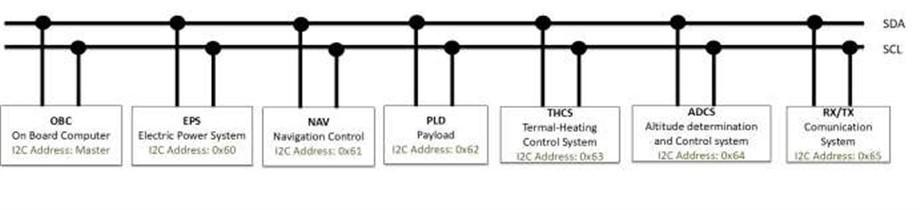 SDA
SCL
OBC
On Board Computer
I2C Address: Master
EPS
Electric Power System
I2C Address: 0x60
NAV
Navigation Control
I2C Address: 0x61
PLD
Payload
I2C Address: 0x62
THCS
Termal-Heating
Control System
I2C Address: 0x63
ADCS
Altitude determination
and Control system
I2C Address: 0x64
RX/TX
Comunication
System
I2C Address: 0x65